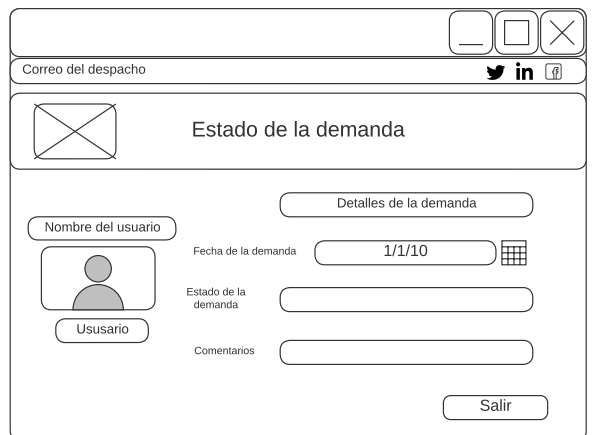 Correo del despacho
in
Estado de la demanda
Detalles de la demanda
Nombre del usuario
Fecha de la demanda
1/1/10
Estado de la
demanda
Ususario
Comentarios
Salir